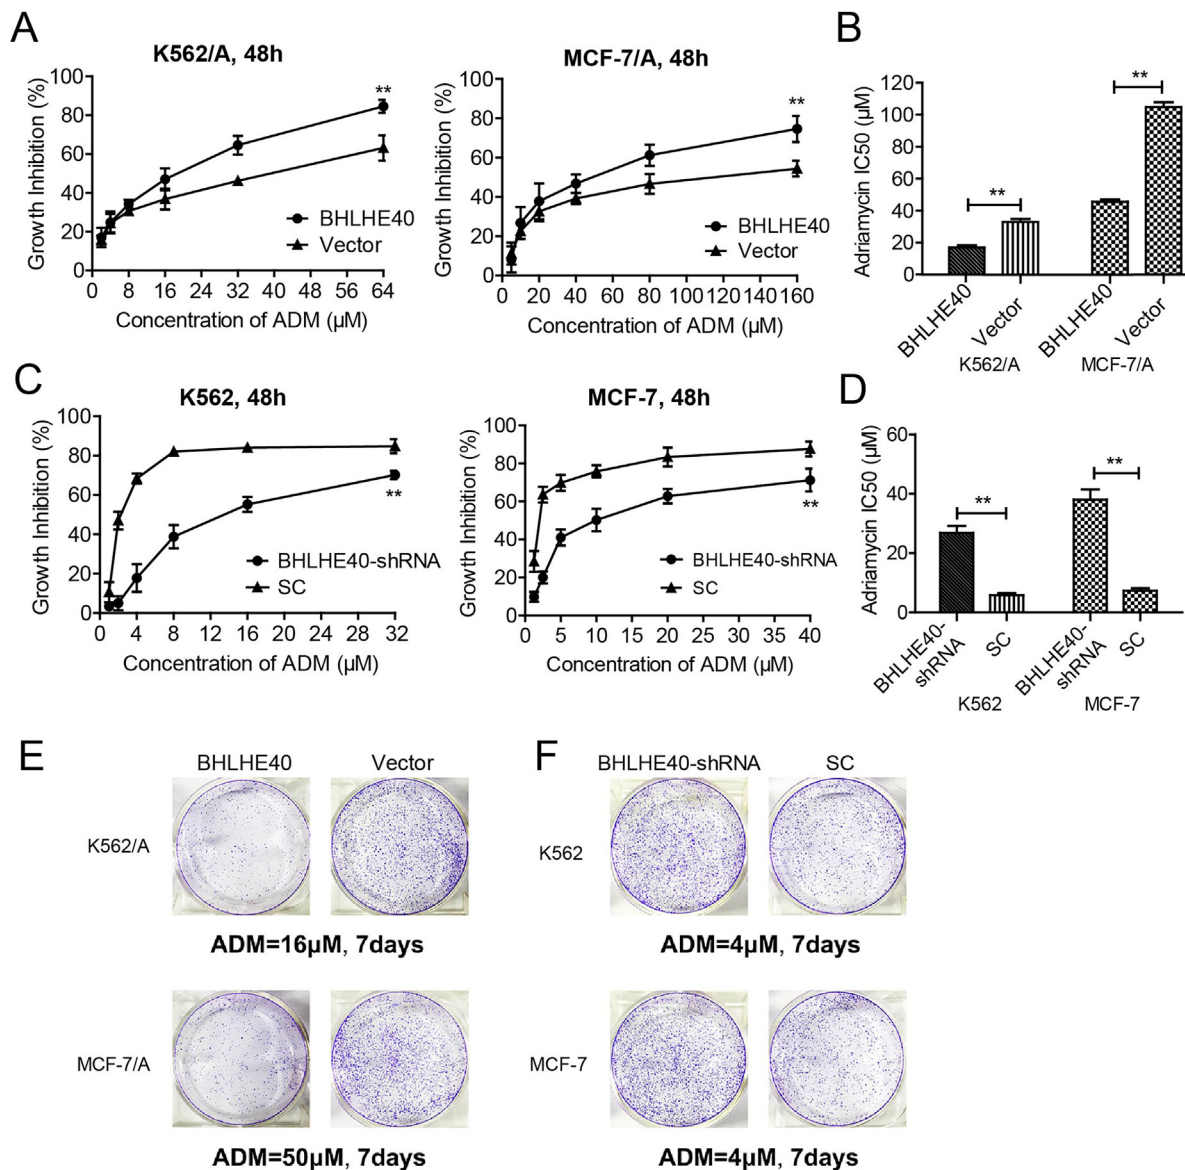 A
K562/A, 48h
Growth Inhibition (%)
100
80
60
40
20
0
**
BHLHE40
Vector
0 8 16 24 32 40 48 56 64
Concentration of ADM (µM)
MCF-7/A, 48h
Growth Inhibition (%)
100
80
60
40
20
0
**
BHLHE40
Vector
0 20 40 60 80 100 120 140 160
Concentration of ADM (µM)
B
Adriamycin IC50 (µM)
120
100
80
60
40
20
0
**
**
BHLHE40
Vector
BHLHE40
Vector
K562/A
MCF-7/A
C
K562, 48h
Growth Inhibition (%)
100
80
60
40
20
0
**
BHLHE40-shRNA
SC
0 4 8 12 16 20 24 28 32
Concentration of ADM (µM)
MCF-7, 48h
Growth Inhibition (%)
100
80
60
40
20
0
**
BHLHE40-shRNA
SC
0 5 10 15 20 25 30 35 40
Concentration of ADM (µM)
D
Adriamycin IC50 (µM)
60
40
20
0
**
**
BHLHE40-
shRNA
SC
BHLHE40-
shRNA
SC
K562
MCF-7
E
BHLHE40
Vector
K562/A
ADM=16µM, 7days
MCF-7/A
ADM=50µM, 7days
F
BHLHE40-shRNA
SC
K562
ADM=4µM, 7days
MCF-7
ADM=4µM, 7days